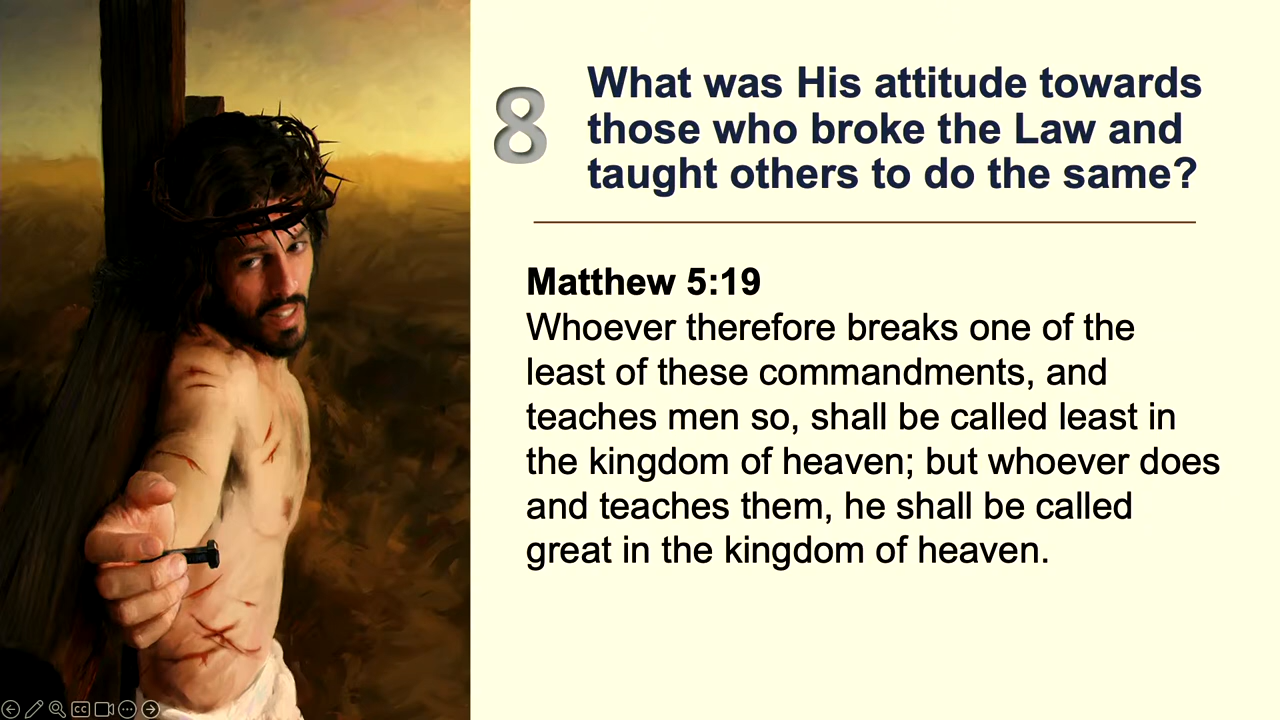 8
What was His attitude towards
those who broke the Law and
taught others to do the same?
Matthew 5:19
Whoever therefore breaks one of the
least of these commandments, and
teaches men so, shall be called least in
the kingdom of heaven; but whoever does
and teaches them, he shall be called
great in the kingdom of heaven.
CC